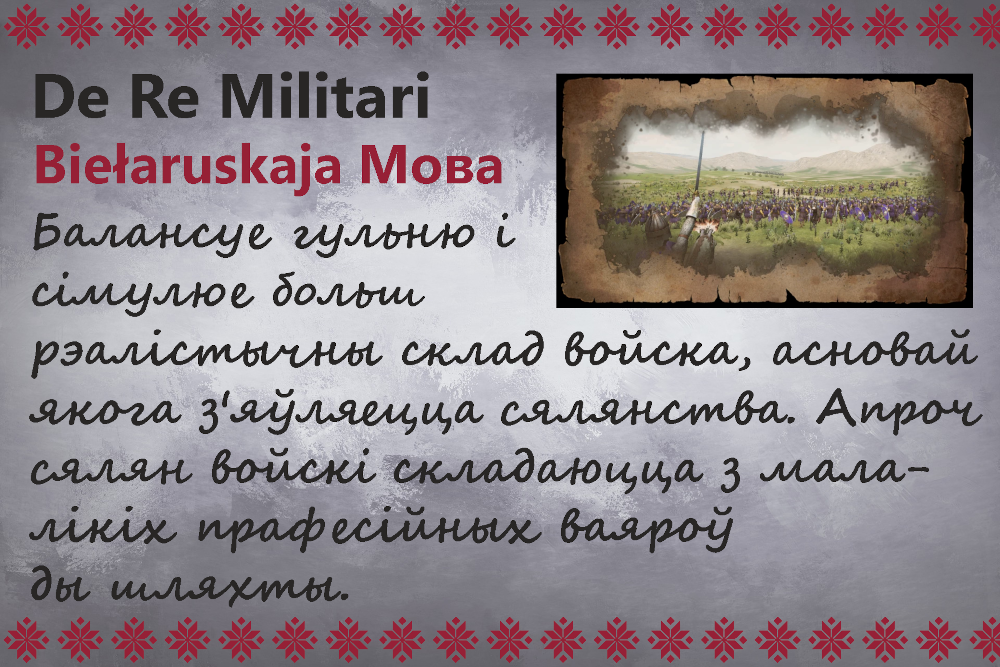 De Re Militari
Biełaruskaja Мова
Балансуе гульню і
сімулюе больш
рэалістычны склад войска, асновай
якога з'яўляецца сялянства. Апроч
сялян войскі складаюцца з мала-
лікіх прафесійных ваяроў
ды шляхты.